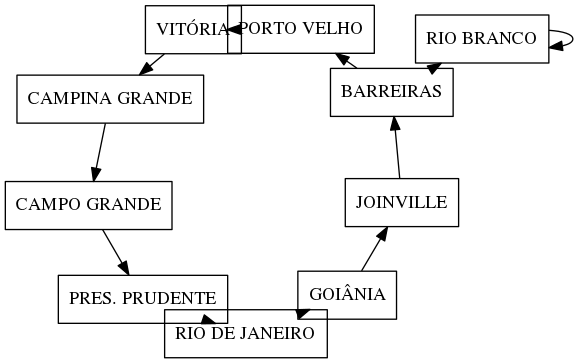 VITÓRIA
PORTO VELHO
RIO BRANCO
CAMPINA GRANDE
BARREIRAS
CAMPO GRANDE
JOINVILLE
PRES. PRUDENTE
GOIÂNIA
RIO DE JANEIRO